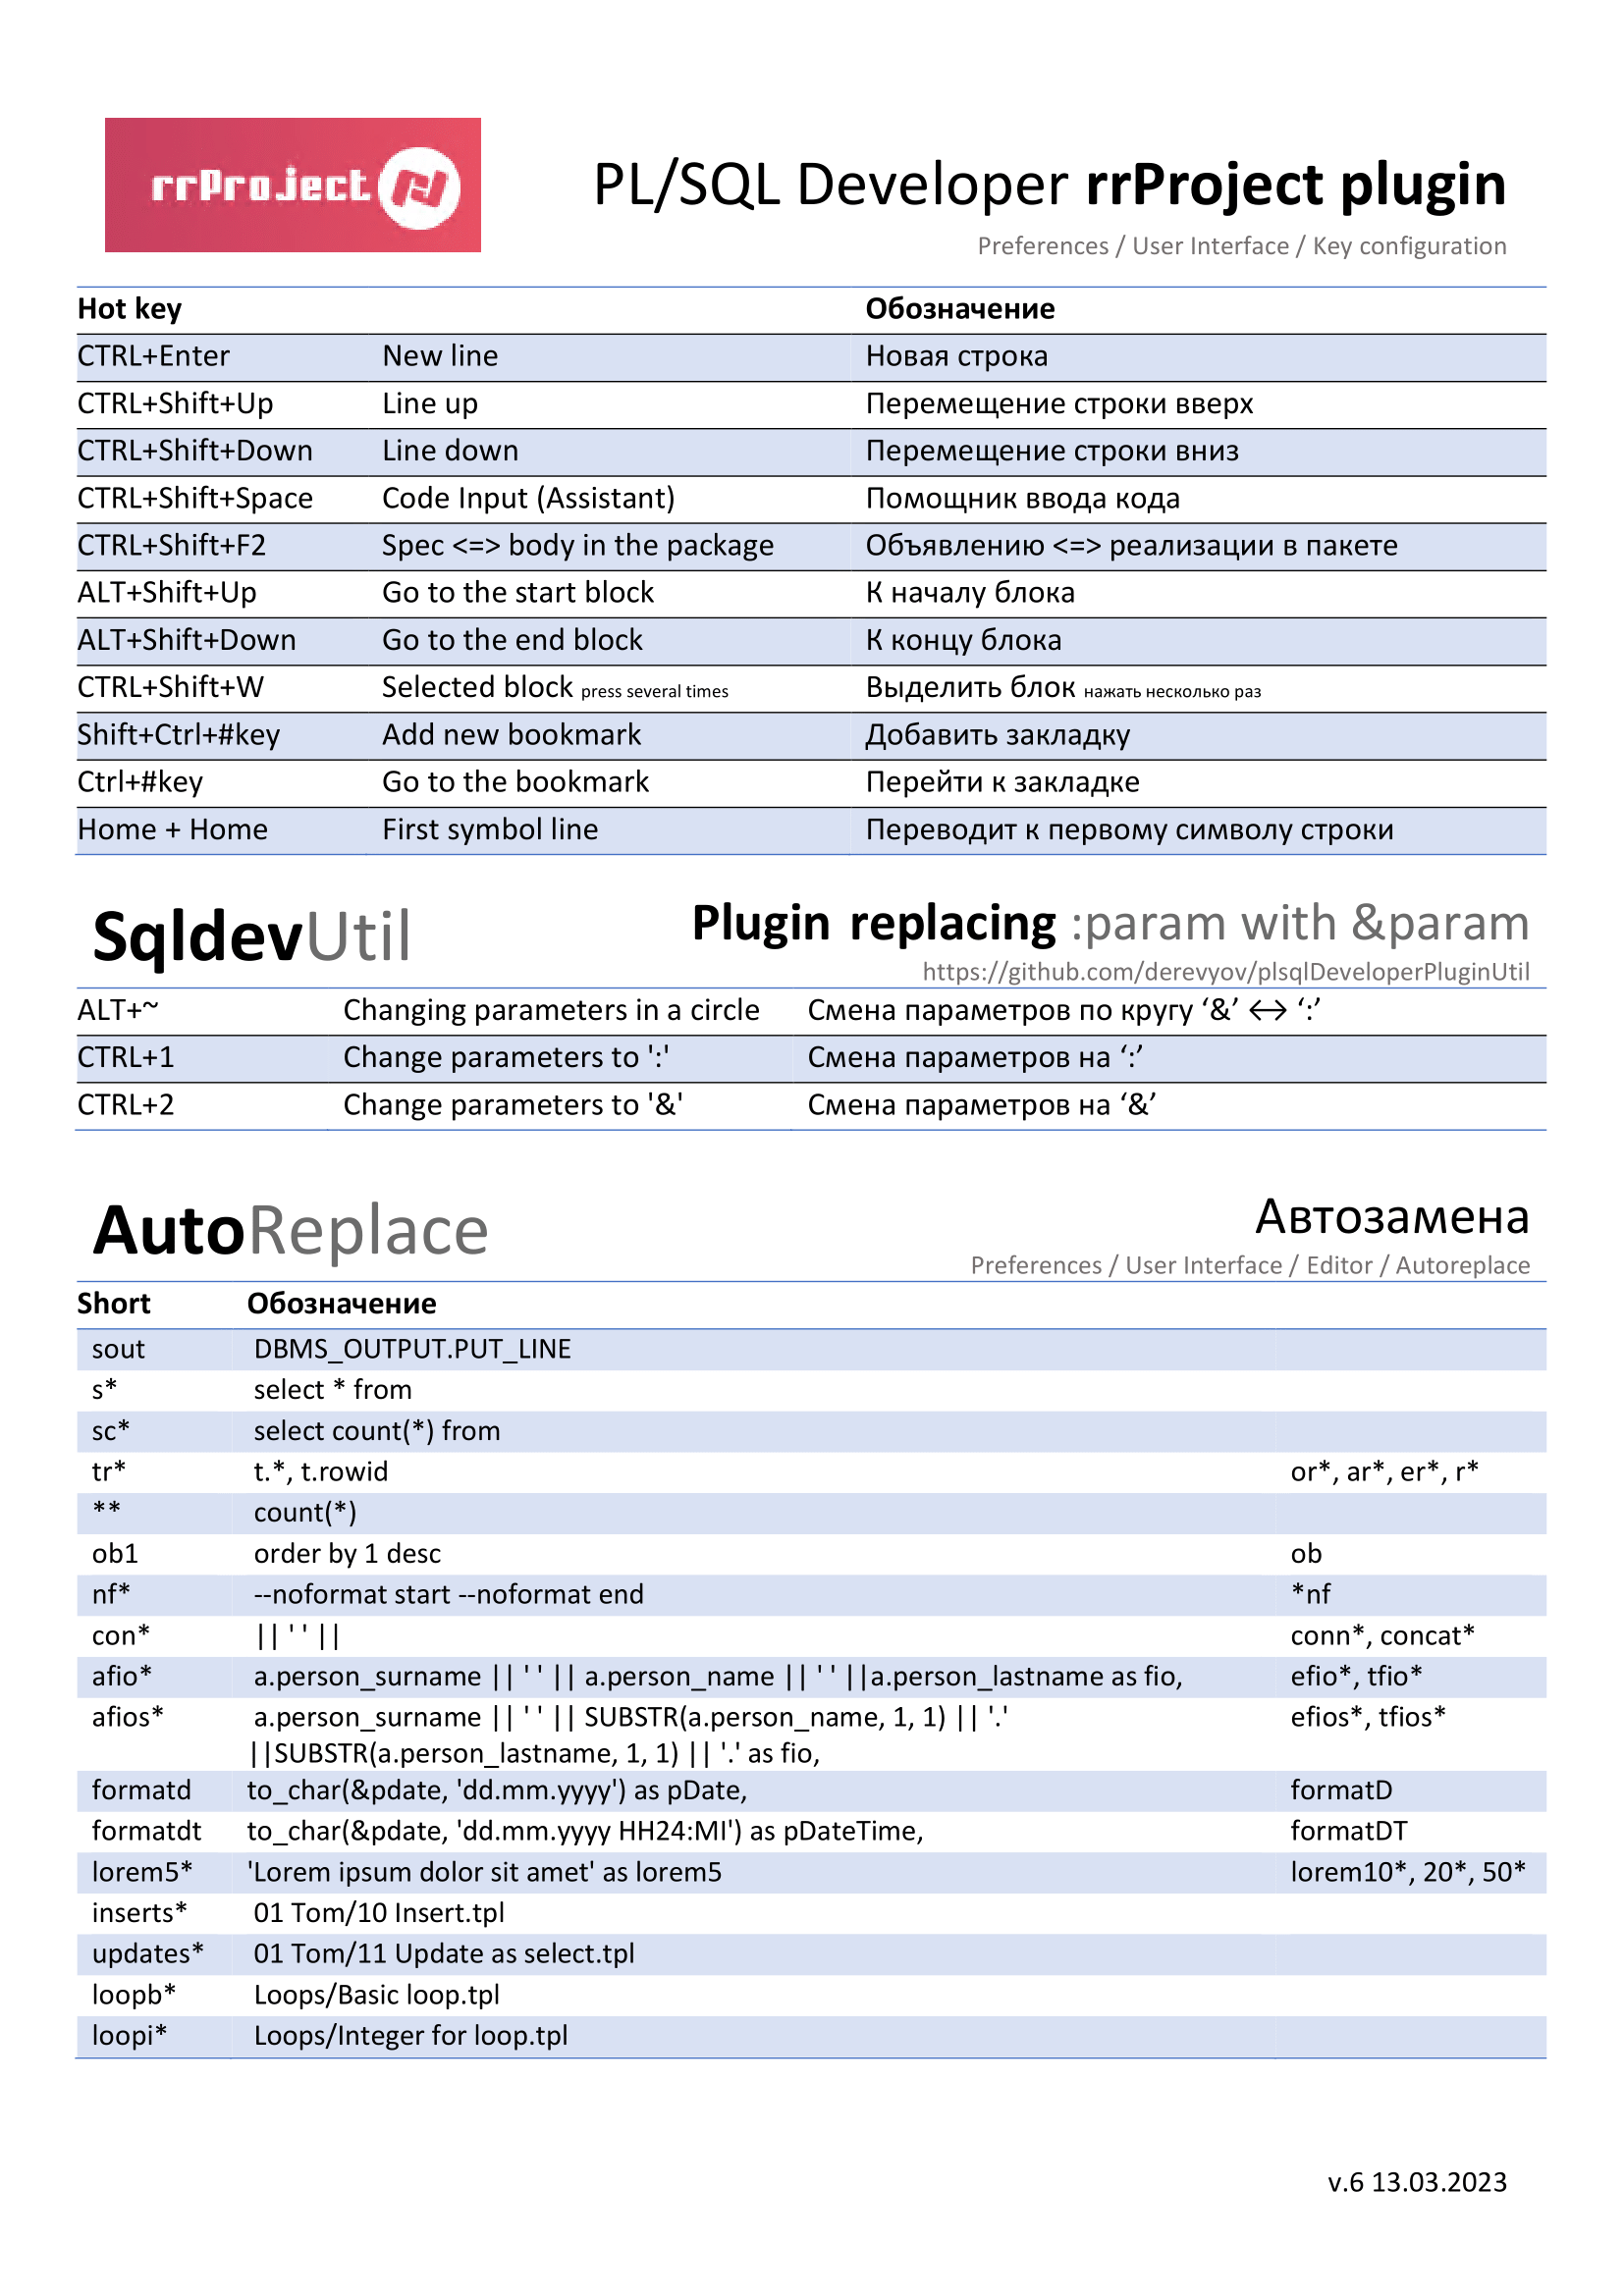 rrProject
PL/SQL Developer rrProject plugin
Preferences / User Interface / Key configuration
Hot key Обозначение
CTRL+Enter New line Новая строка
CTRL+Shift+Up Line up Перемещение строки вверх
CTRL+Shift+Down Line down Перемещение строки вниз
CTRL+Shift+Space Code Input (Assistant) Помощник ввода кода
CTRL+Shift+F2 Spec <=> body in the package Объявлению <=> реализации в пакете
ALT+Shift+Up Go to the start block К началу блока
ALT+Shift+Down Go to the end block К концу блока
CTRL+Shift+W Selected block press several times Выделить блок нажать несколько раз
Shift+Ctrl+#key Add new bookmark Добавить закладку
Ctrl+#key Go to the bookmark Перейти к закладке
Home + Home First symbol line Переводит к первому символу строки
SqldevUtil Plugin replacing :param with &param
https://github.com/derevyov/plsqlDeveloperPluginUtil
ALT+~ Changing parameters in a circle Смена параметров по кругу ‘&’ ↔ ‘:’
CTRL+1 Change parameters to ':' Смена параметров на ‘:’
CTRL+2 Change parameters to '&' Смена параметров на ‘&’
AutoReplace Автозамена
Preferences / User Interface / Editor / Autoreplace
Short Обозначение
sout DBMS_OUTPUT.PUT_LINE
s* select * from
sc* select count(*) from
tr* t.*, t.rowid or*, ar*, er*, r*
** count(*)
ob1 order by 1 desc ob
nf* --noformat start --noformat end *nf
con* || ' ' || conn*, concat*
afio* a.person_surname || ' ' || a.person_name || ' ' ||a.person_lastname as fio, efio*, tfio*
afios* a.person_surname || ' ' || SUBSTR(a.person_name, 1, 1) || '.' efios*, tfios*
||SUBSTR(a.person_lastname, 1, 1) || '.' as fio,
formatd to_char(&pdate, 'dd.mm.yyyy') as pDate, formatD
formatdt to_char(&pdate, 'dd.mm.yyyy HH24:MI') as pDateTime, formatDT
lorem5* 'Lorem ipsum dolor sit amet' as lorem5 lorem10*, 20*, 50*
inserts* 01 Tom/10 Insert.tpl
updates* 01 Tom/11 Update as select.tpl
loopb* Loops/Basic loop.tpl
loopi* Loops/Integer for loop.tpl
v.6 13.03.2023